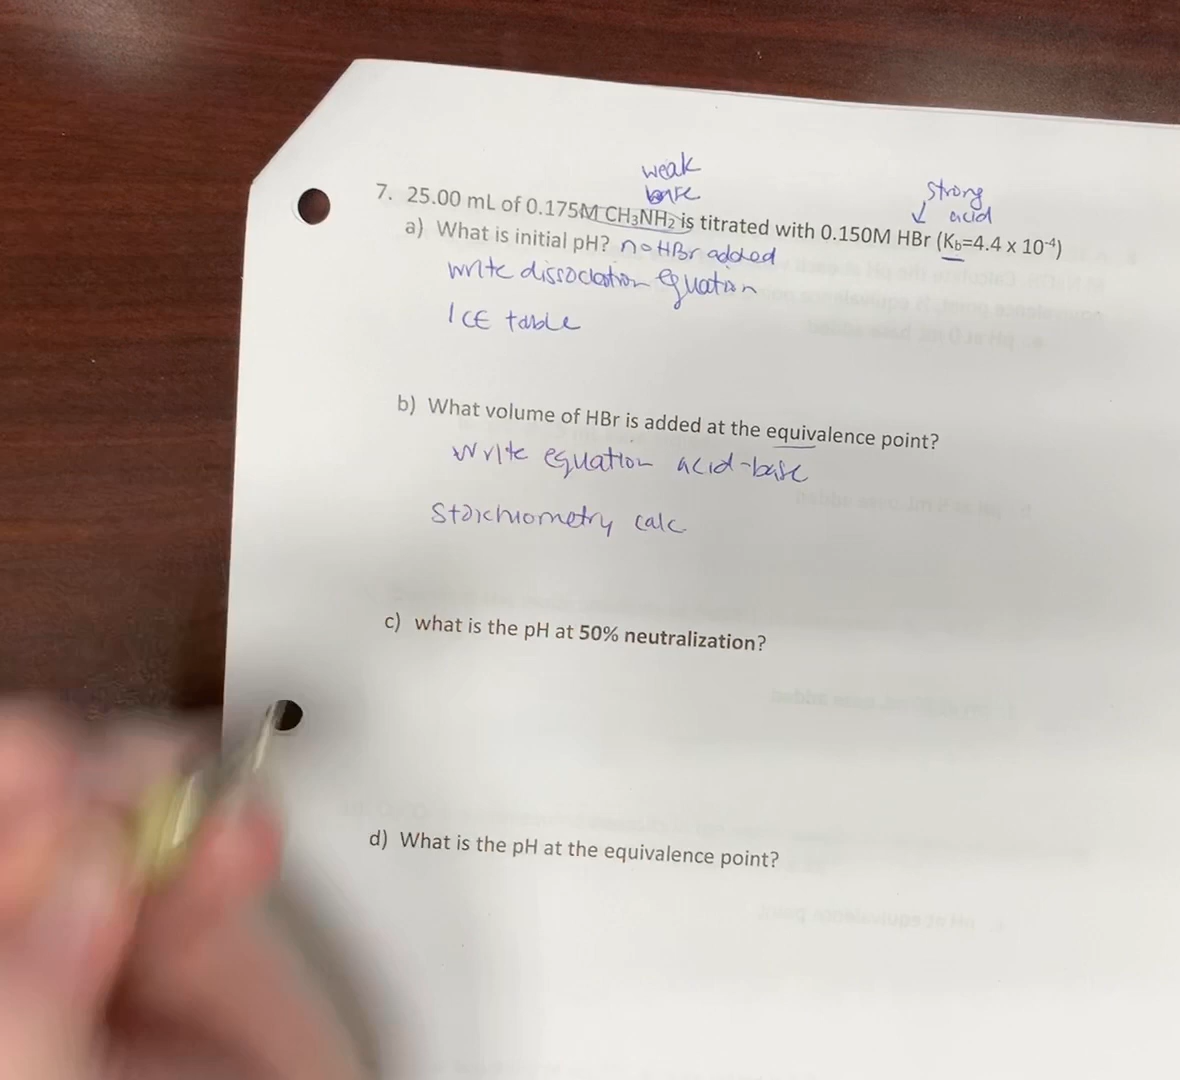 weak
base
strong
acid
7. 25.00 mL of 0.175M CH₃NH₂ is titrated with 0.150M HBr (K_b=4.4 x 10⁻⁴)
a) What is initial pH? no HBr added
write dissociation equation
ICE table
b) What volume of HBr is added at the equivalence point?
write equation acid-base
stoichiometry calc
c) what is the pH at 50% neutralization?
d) What is the pH at the equivalence point?